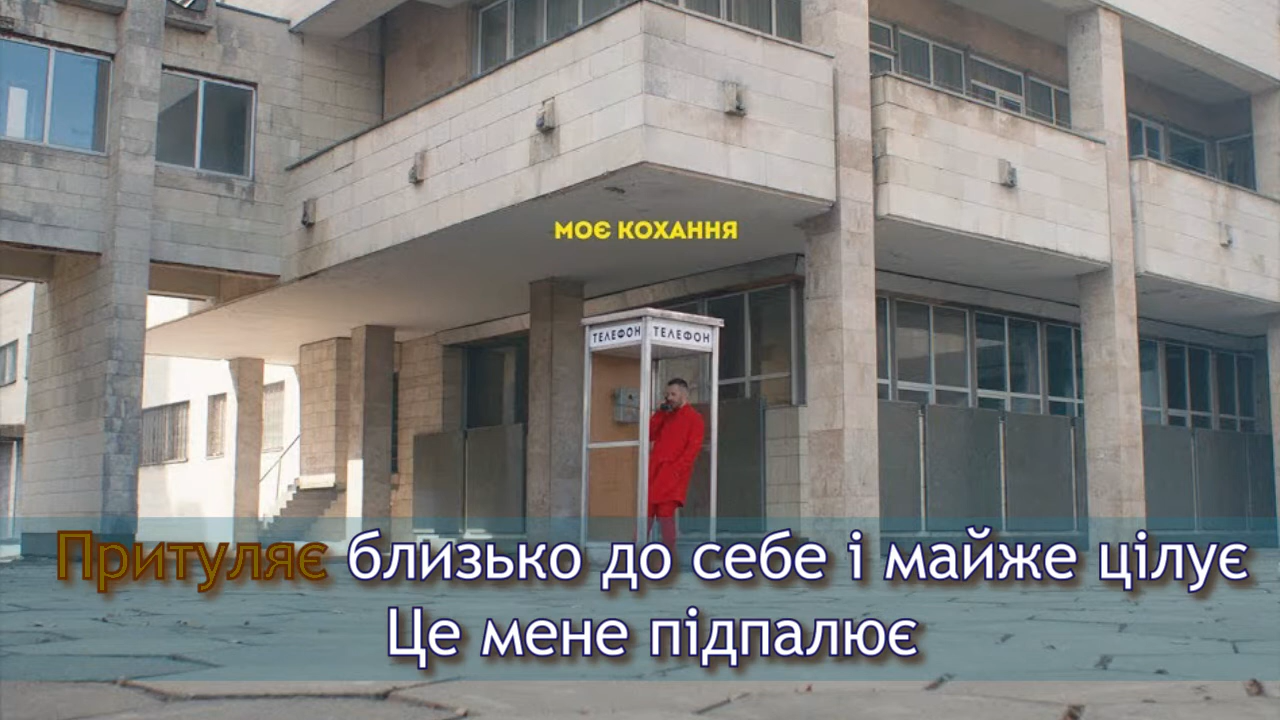 МОЄ КОХАННЯ
ТЕЛЕФОН ТЕЛЕФОН
Притуляє близько до себе і майже цілує
Це мене підпалює